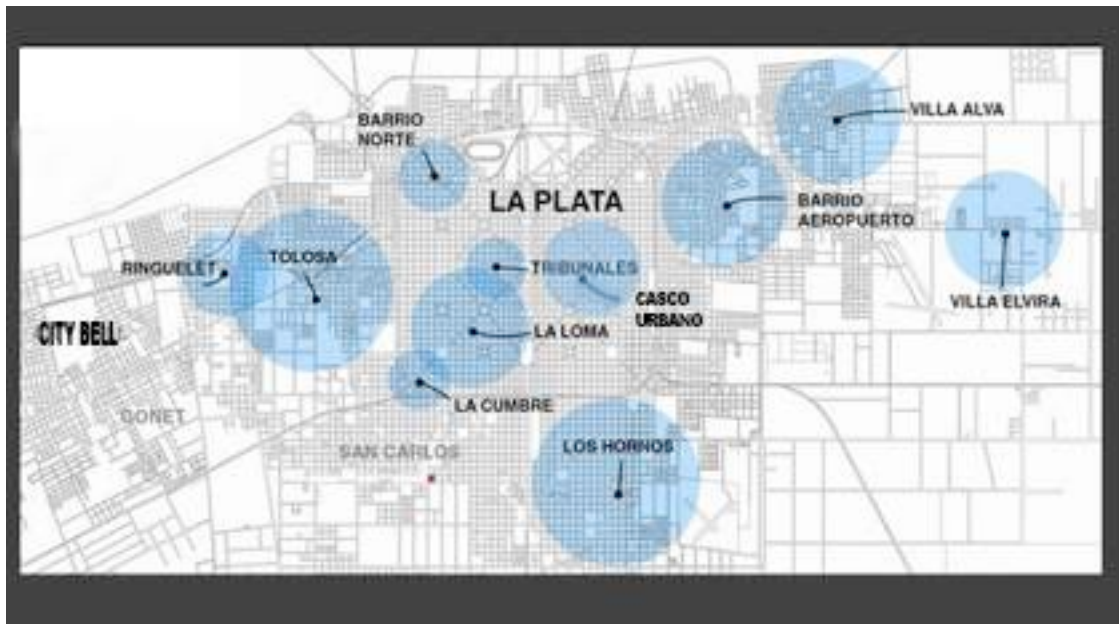 VILLA ALVA
BARRIO
NORTE
LA PLATA
BARRIO
AEROPUERTO
RINGUELET
TOLOSA
TRIBUNALES
CASCO
URBANO
VILLA ELVIRA
CITY BELL
LA LOMA
LA CUMBRE
GONET
SAN CARLOS
LOS HORNOS